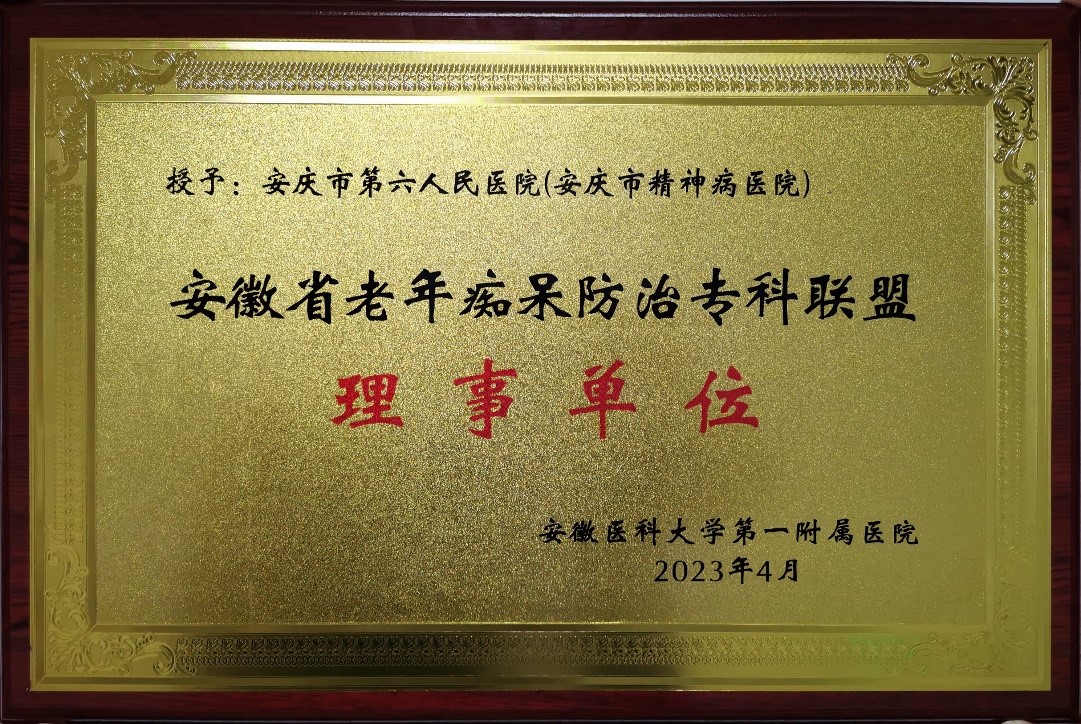 授予：安庆市第六人民医院(安庆市精神病医院)
安徽省老年痴呆防治专科联盟
理事单位
安徽医科大学第一附属医院
2023年4月